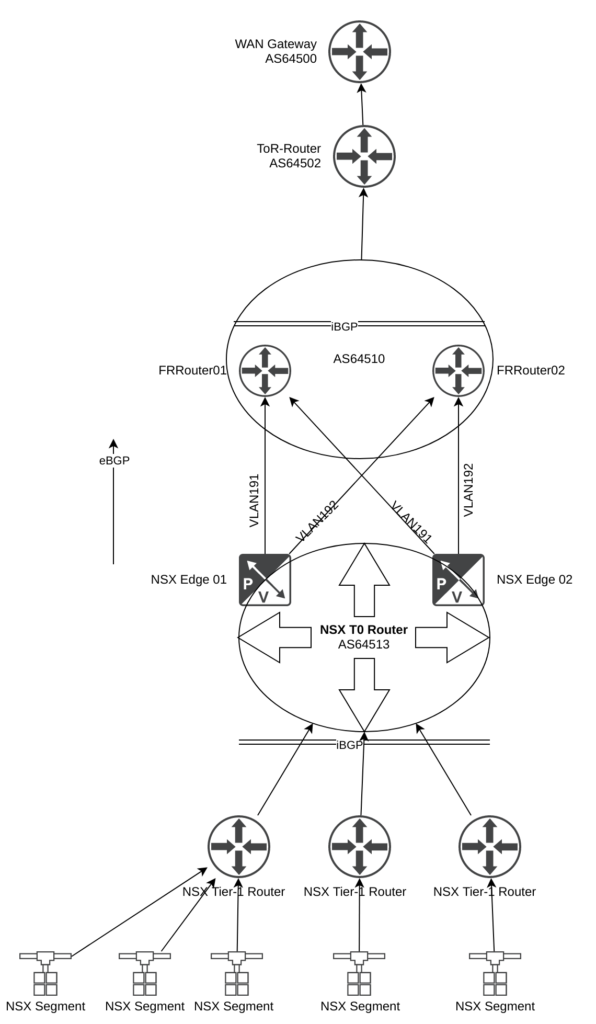 WAN Gateway
AS64500
ToR-Router
AS64502
iBGP
AS64510
FRRouter01
FRRouter02
eBGP
VLAN191
VLAN192
VLAN191
VLAN192
NSX Edge 01
P
V
P
V
NSX Edge 02
NSX T0 Router
AS64513
iBGP
NSX Tier-1 Router
NSX Tier-1 Router
NSX Tier-1 Router
NSX Segment
NSX Segment
NSX Segment
NSX Segment
NSX Segment